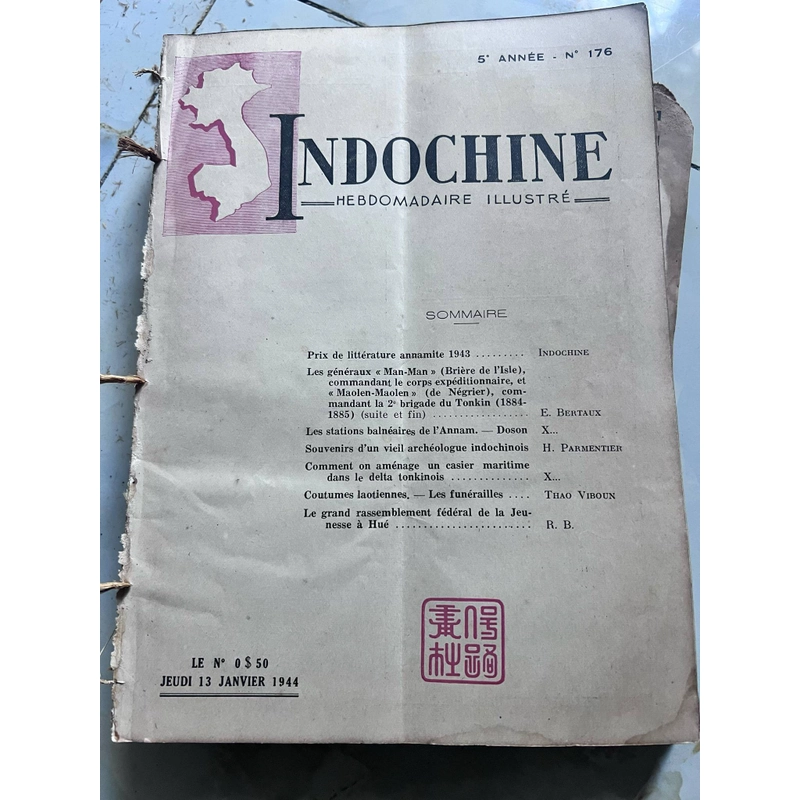 5ᵉ ANNÉE - Nº 176
INDOCHINE
HEBDOMADAIRE ILLUSTRÉ
SOMMAIRE
Prix de littérature annamite 1943 ......... INDOCHINE
Les généraux « Man-Man » (Brière de l'Isle),
commandant le corps expéditionnaire, et
« Maolen-Maolen » (de Négrier), com-
mandant la 2ᵉ brigade du Tonkin (1884-
1885) (suite et fin) .................. E. BERTAUX
Les stations balnéaires de l'Annam. — Doson X...
Souvenirs d'un vieil archéologue indochinois H. PARMENTIER
Comment on aménage un casier maritime
dans le delta tonkinois .............. X...
Coutumes laotiennes. — Les funérailles .... THAO VIBOUN
Le grand rassemblement fédéral de la Jeu-
nesse à Hué ........................ R. B.
LE Nº 0$50
JEUDI 13 JANVIER 1944